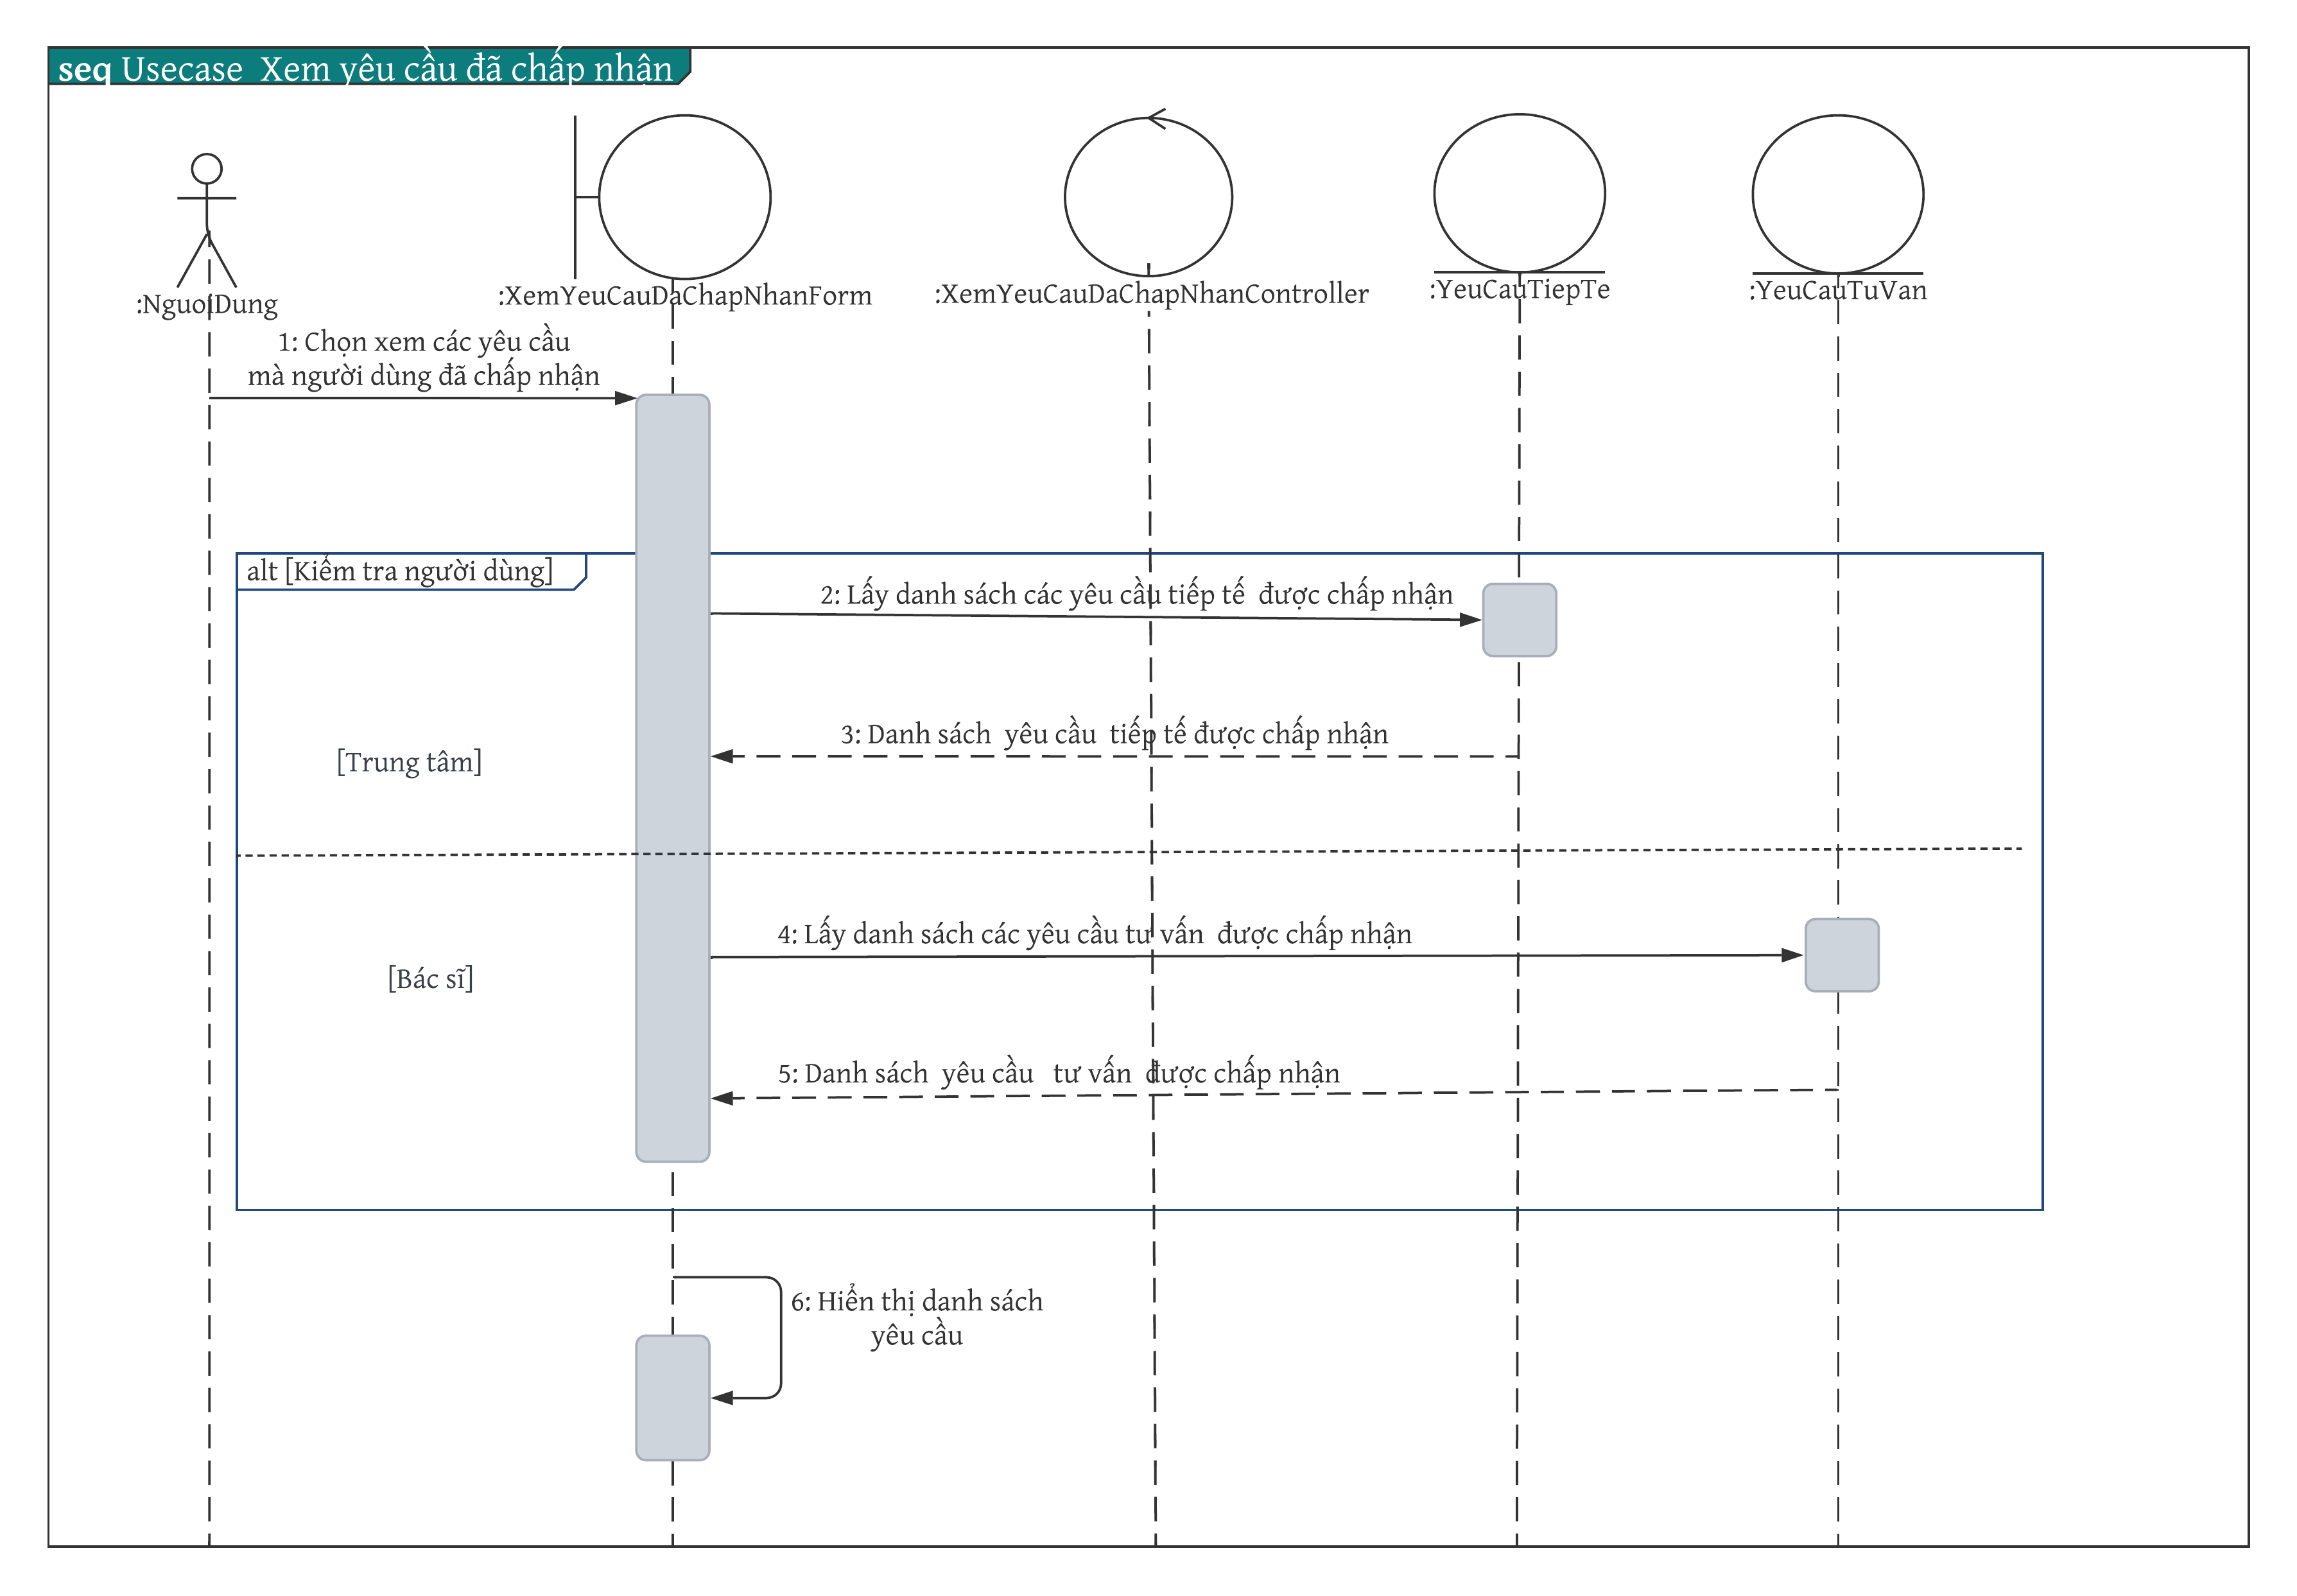 seq Usecase Xem yêu cầu đã chấp nhận
:NguoiDung
:XemYeuCauDaChapNhanForm
:XemYeuCauDaChapNhanController
:YeuCauTiepTe
:YeuCauTuVan
1: Chọn xem các yêu cầu
mà người dùng đã chấp nhận
alt [Kiểm tra người dùng]
2: Lấy danh sách các yêu cầu tiếp tế được chấp nhận
3: Danh sách yêu cầu tiếp tế được chấp nhận
[Trung tâm]
4: Lấy danh sách các yêu cầu tư vấn được chấp nhận
[Bác sĩ]
5: Danh sách yêu cầu tư vấn được chấp nhận
6: Hiển thị danh sách
yêu cầu